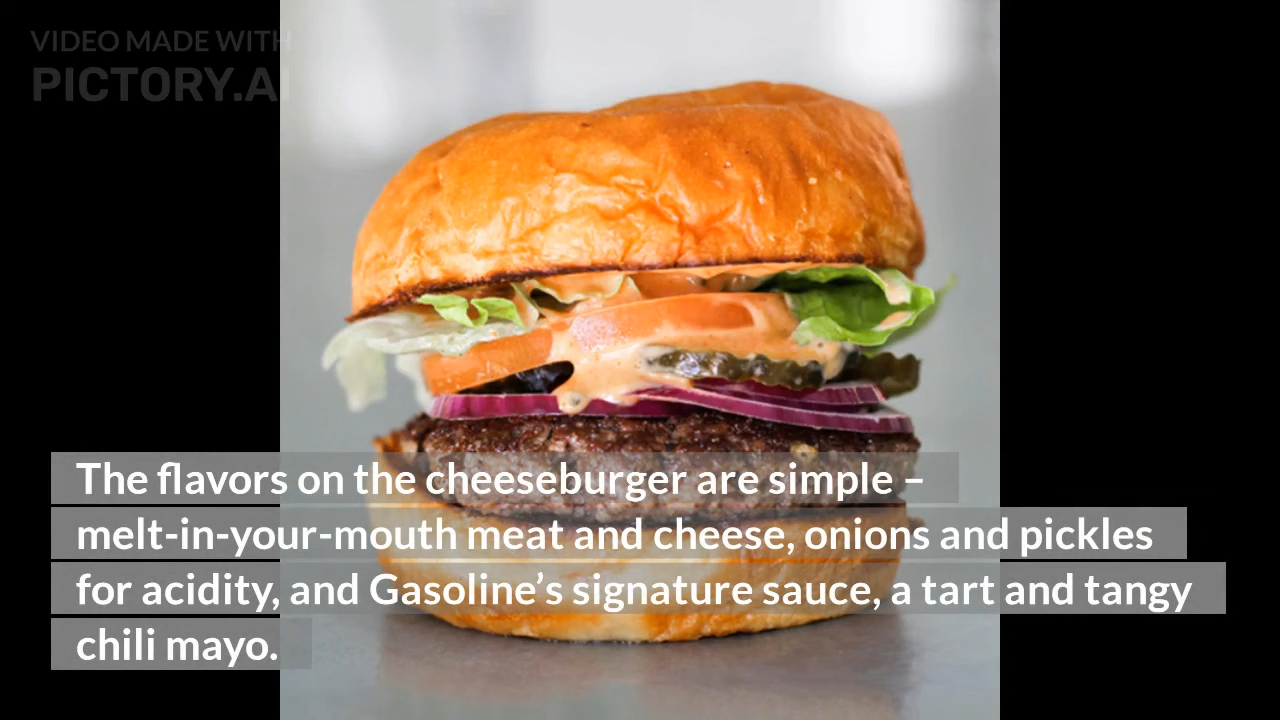 VIDEO MADE WITH
PICTORY.AI
The flavors on the cheeseburger are simple –
melt-in-your-mouth meat and cheese, onions and pickles
for acidity, and Gasoline’s signature sauce, a tart and tangy
chili mayo.